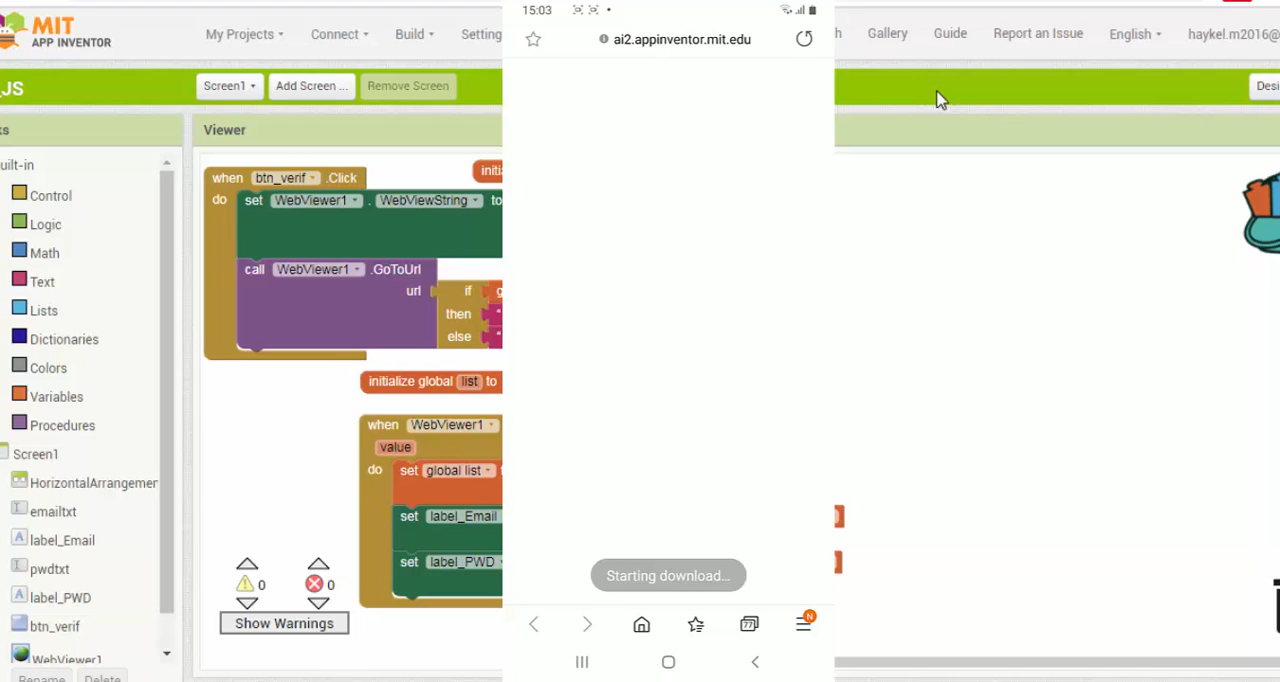 MIT
APP INVENTOR
My Projects
Connect
Build
Setting
15:03
ai2.appinventor.mit.edu
Gallery
Guide
Report an Issue
English
haykel.m2016@
_JS
Screen1
Add Screen ...
Remove Screen
Desi
ks
Viewer
uilt-in
Control
Logic
Math
Text
Lists
Dictionaries
Colors
Variables
Procedures
Screen1
HorizontalArrangemer
emailtxt
label_Email
pwdtxt
label_PWD
btn_verif
WebViewer1
Rename
Delete
when btn_verif .Click
do set WebViewer1 . WebViewString to
call WebViewer1 .GoToUrl
url if g
then "
else "
initi
initialize global list to
when WebViewer1
value
do set global list t
set label_Email
set label_PWD
0 0
Show Warnings
Starting download...
77
N